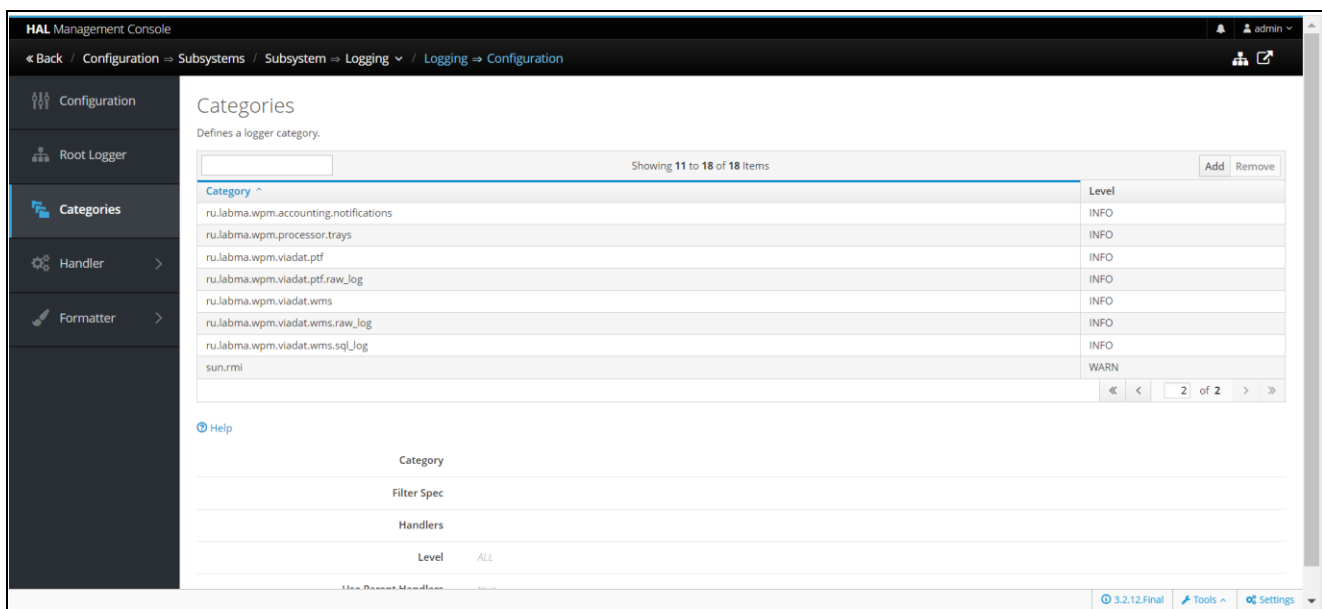 HAL Management Console
admin
« Back / Configuration ⇒ Subsystems / Subsystem ⇒ Logging / Logging ⇒ Configuration
Configuration
Root Logger
Categories
Handler
Formatter
Categories
Defines a logger category.
Showing 11 to 18 of 18 Items
Add Remove
Category Level
ru.labma.wpm.accounting.notifications INFO
ru.labma.wpm.processor.trays INFO
ru.labma.wpm.viadat.ptf INFO
ru.labma.wpm.viadat.ptf.raw_log INFO
ru.labma.wpm.viadat.wms INFO
ru.labma.wpm.viadat.wms.raw_log INFO
ru.labma.wpm.viadat.wms.sql_log INFO
sun.rmi WARN
« < 2 of 2 > »
Help
Category
Filter Spec
Handlers
Level ALL
Use Parent Handlers
3.2.12.Final Tools Settings